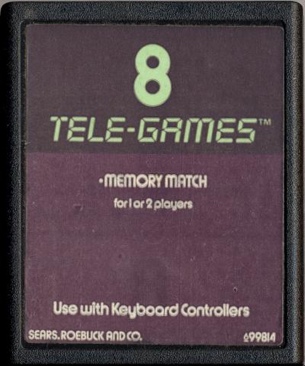 8
TELE-GAMES™
•MEMORY MATCH
for 1 or 2 players
Use with Keyboard Controllers
SEARS, ROEBUCK AND CO.
699814